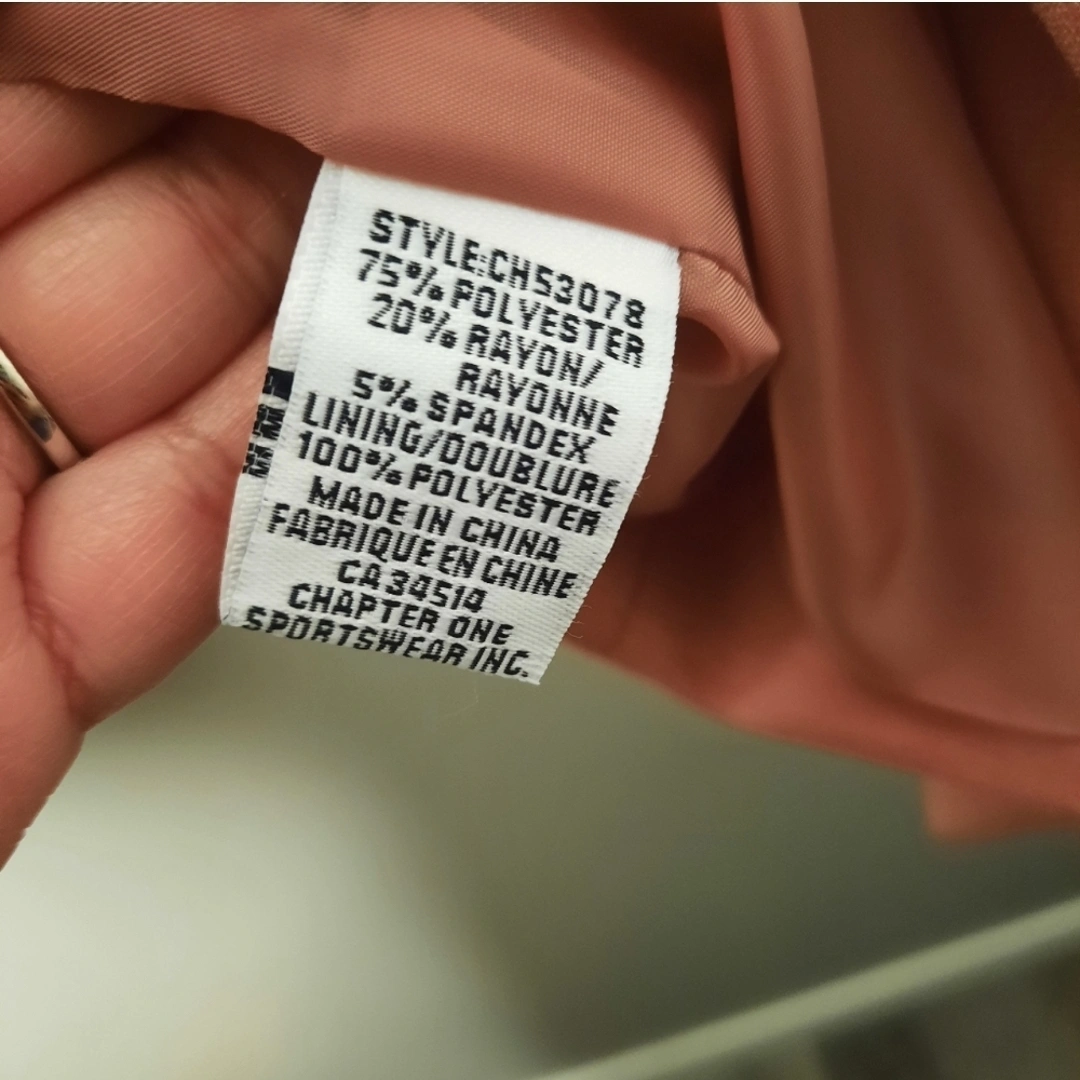 STYLE:CH53078
75% POLYESTER
20% RAYON/
RAYONNE
5% SPANDEX
LINING/DOUBLURE
100% POLYESTER
MADE IN CHINA
FABRIQUE EN CHINE
CA 34514
CHAPTER ONE
SPORTSWEAR INC.